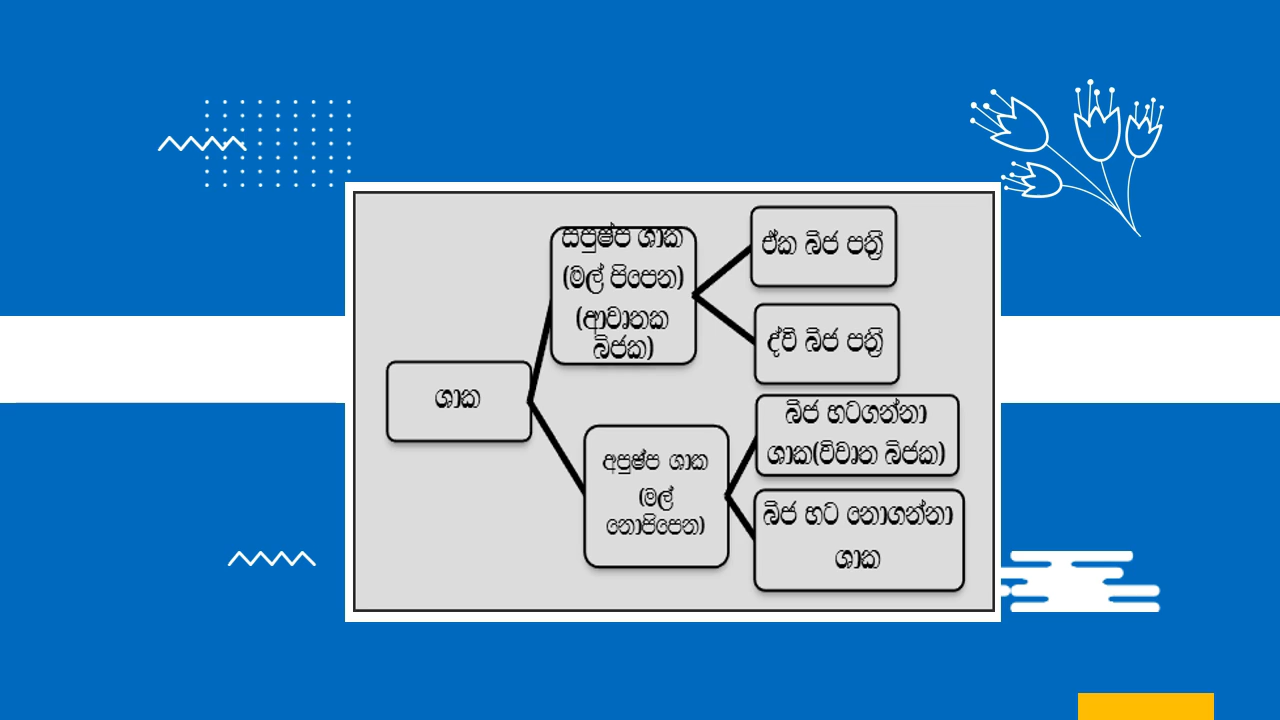 ශාක
සපුෂ්ප ශාක
(මල් පිපෙන)
(ආවෘතක
බිජක)
ඒක බිජ පත්‍රී
ද්වි බිජ පත්‍රී
අපුෂ්ප ශාක
(මල්
නොපිපෙන)
බිජ හටගන්නා
ශාක(විවෘත බිජක)
බිජ හට නොගන්නා
ශාක